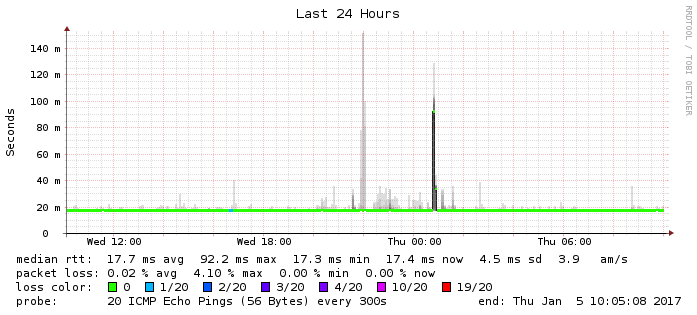 Last 24 Hours
RRDTOOL / TOBI OETIKER
Seconds
140 m
120 m
100 m
80 m
60 m
40 m
20 m
0
Wed 12:00 Wed 18:00 Thu 00:00 Thu 06:00
median rtt: 17.7 ms avg 92.2 ms max 17.3 ms min 17.4 ms now 4.5 ms sd 3.9 am/s
packet loss: 0.02 % avg 4.10 % max 0.00 % min 0.00 % now
loss color: 0 1/20 2/20 3/20 4/20 10/20 19/20
probe: 20 ICMP Echo Pings (56 Bytes) every 300s end: Thu Jan 5 10:05:08 2017